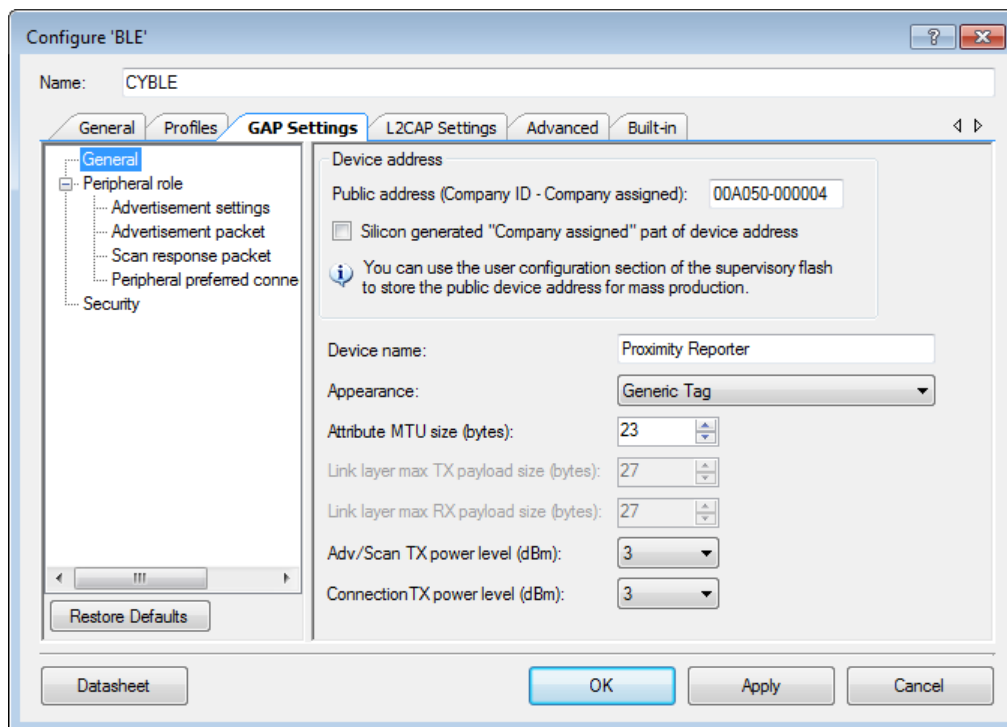 Configure 'BLE'
Name: CYBLE
General Profiles GAP Settings L2CAP Settings Advanced Built-in
General
Peripheral role
Advertisement settings
Advertisement packet
Scan response packet
Peripheral preferred conne
Security
Restore Defaults
Device address
Public address (Company ID - Company assigned): 00A050-000004
Silicon generated "Company assigned" part of device address
You can use the user configuration section of the supervisory flash
to store the public device address for mass production.
Device name: Proximity Reporter
Appearance: Generic Tag
Attribute MTU size (bytes): 23
Link layer max TX payload size (bytes): 27
Link layer max RX payload size (bytes): 27
Adv/Scan TX power level (dBm): 3
ConnectionTX power level (dBm): 3
Datasheet OK Apply Cancel